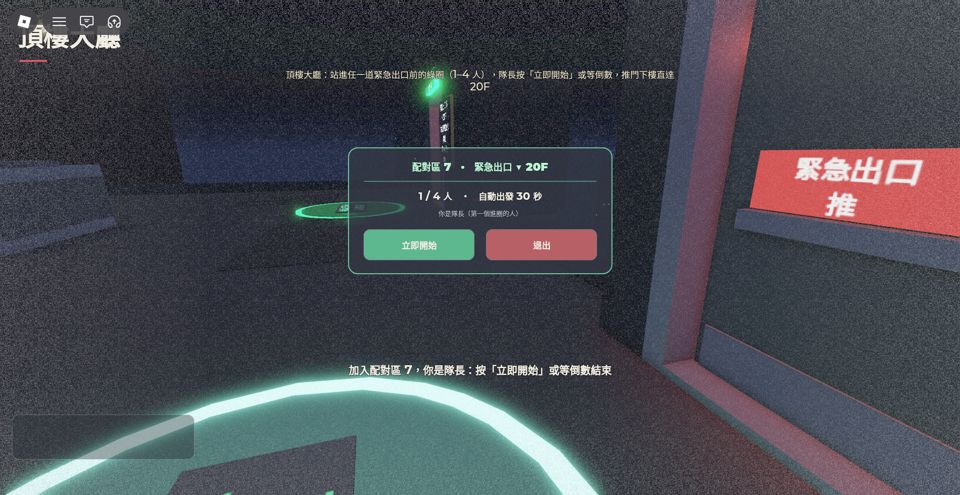 頂樓大廳
頂樓大廳：站進任一道緊急出口前的綠圈（1–4 人），隊長按「立即開始」或等倒數，推門下樓直達
20F
配對區 7 • 緊急出口 ▼ 20F
1 / 4 人 • 自動出發 30 秒
你是隊長（第一個進圈的人）
立即開始
退出
緊急出口
推
加入配對區 7，你是隊長：按「立即開始」或等倒數結束